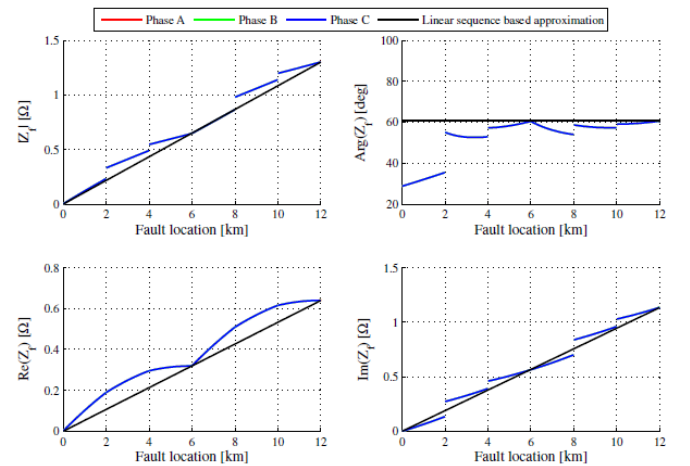 Phase A Phase B Phase C Linear sequence based approximation
|Z_f| [Ω]
1.5
1
0.5
0
0 2 4 6 8 10 12
Fault location [km]
Arg(Z_f) [deg]
100
80
60
40
20
0 2 4 6 8 10 12
Fault location [km]
Re(Z_f) [Ω]
0.8
0.6
0.4
0.2
0
0 2 4 6 8 10 12
Fault location [km]
Im(Z_f) [Ω]
1.5
1
0.5
0
0 2 4 6 8 10 12
Fault location [km]